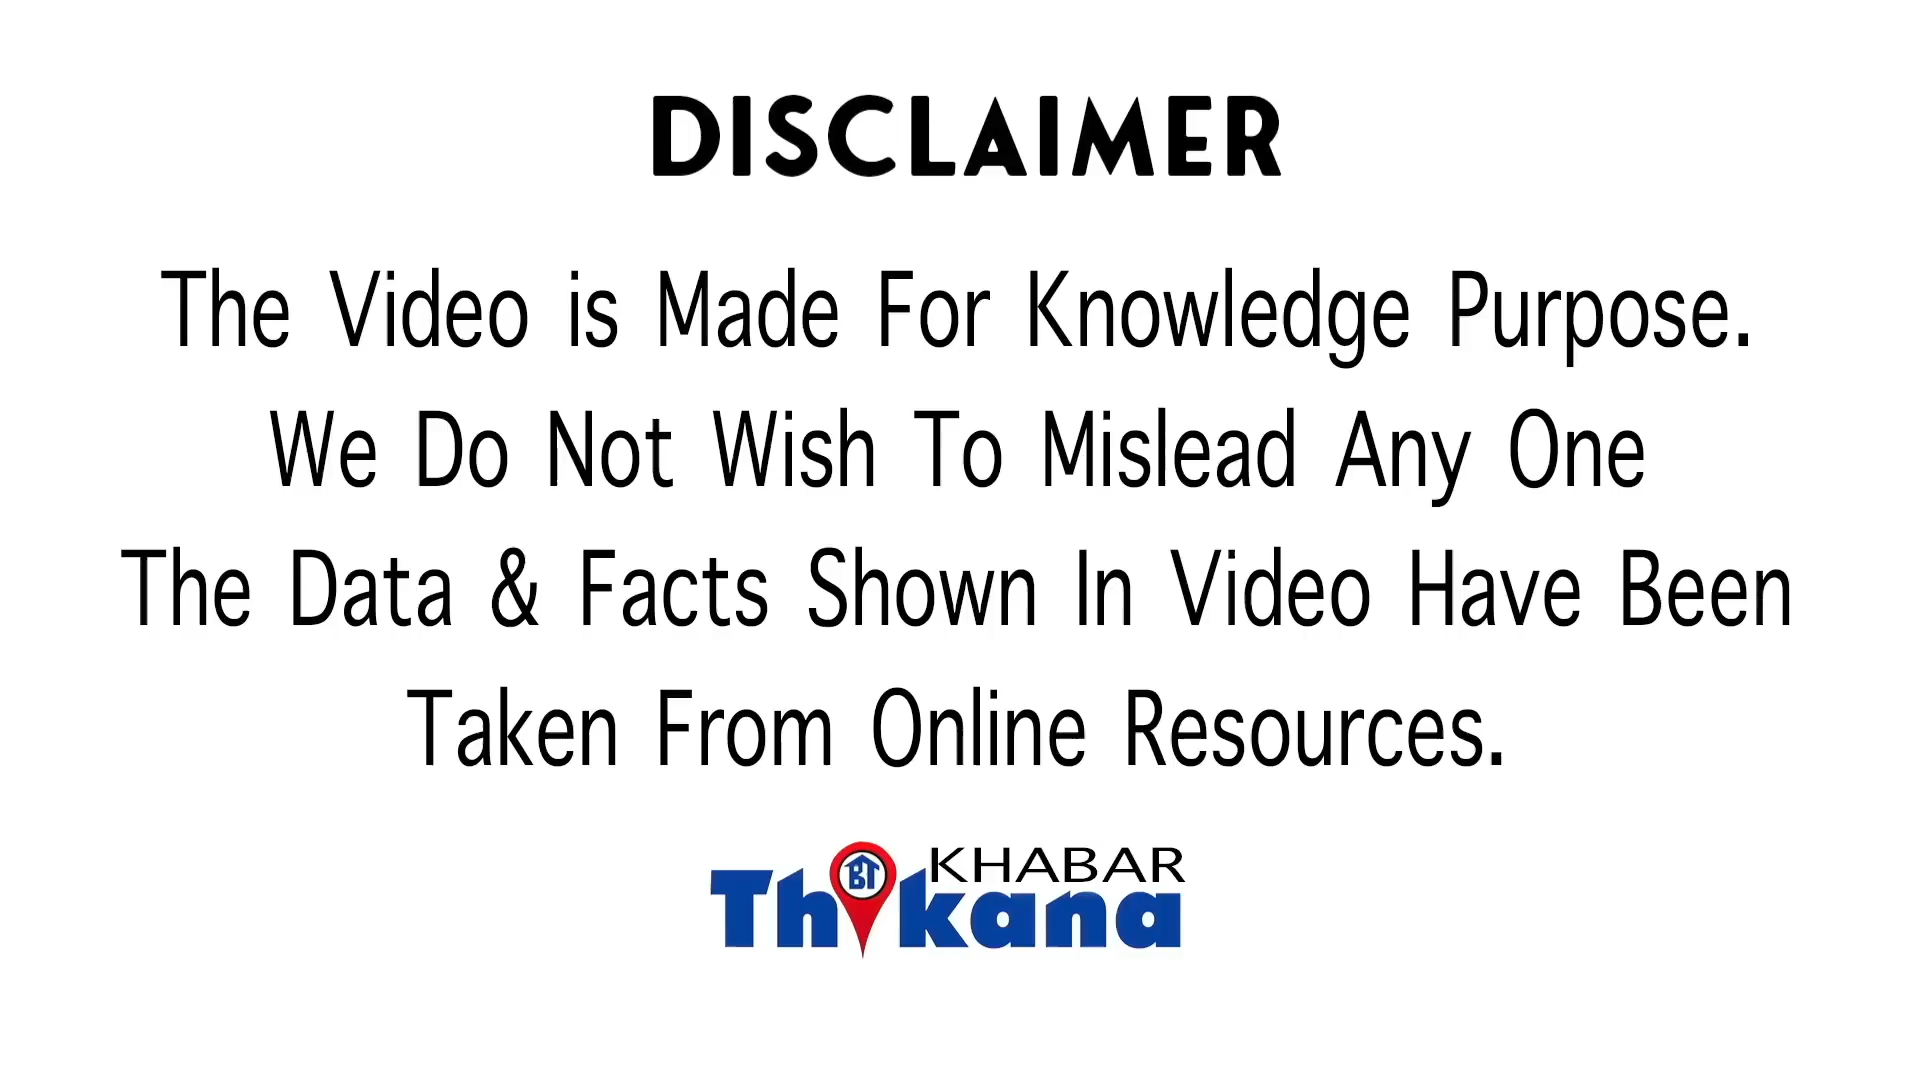 DISCLAIMER
The Video is Made For Knowledge Purpose.
We Do Not Wish To Mislead Any One
The Data & Facts Shown In Video Have Been
Taken From Online Resources.
KHABAR
BT
Thikana